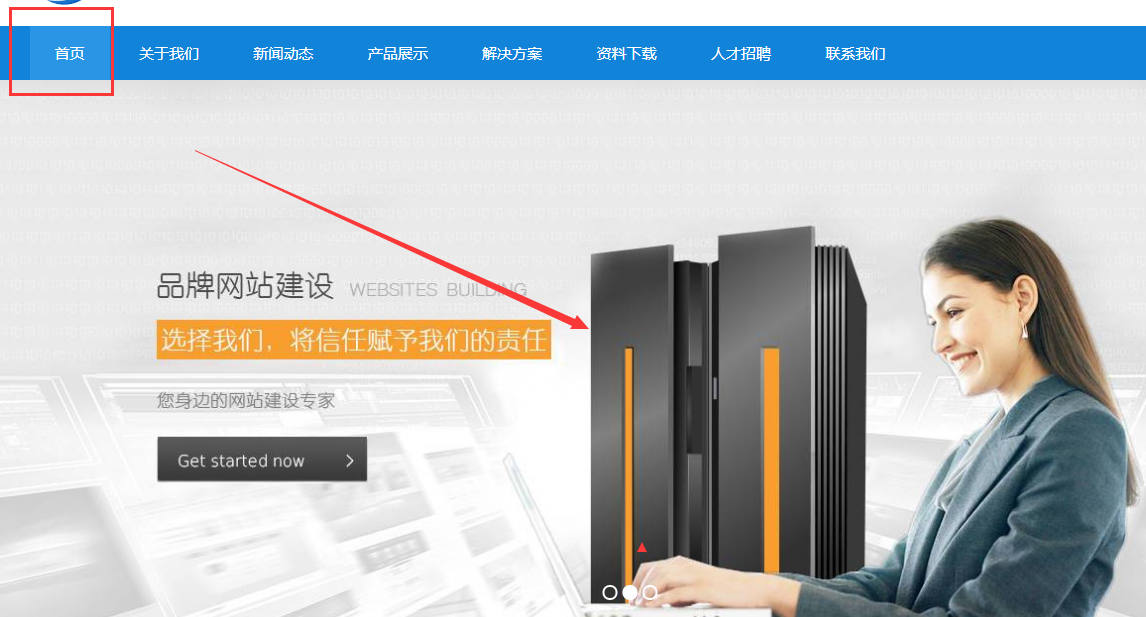 首页 关于我们 新闻动态 产品展示 解决方案 资料下载 人才招聘 联系我们
品牌网站建设 WEBSITES BUILDING
选择我们，将信任赋予我们的责任
您身边的网站建设专家
Get started now